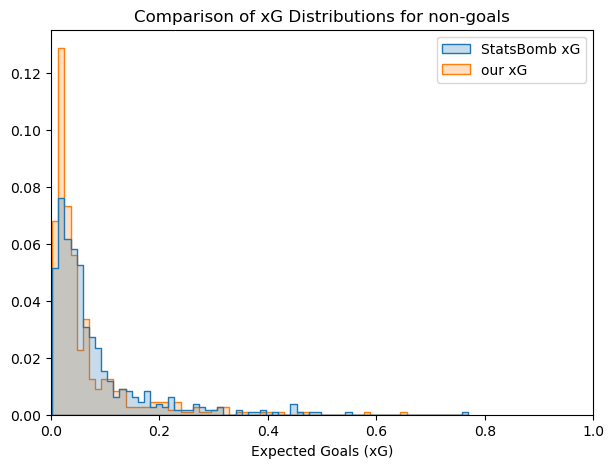 Comparison of xG Distributions for non-goals
StatsBomb xG
our xG
0.12
0.10
0.08
0.06
0.04
0.02
0.00
0.0 0.2 0.4 0.6 0.8 1.0
Expected Goals (xG)